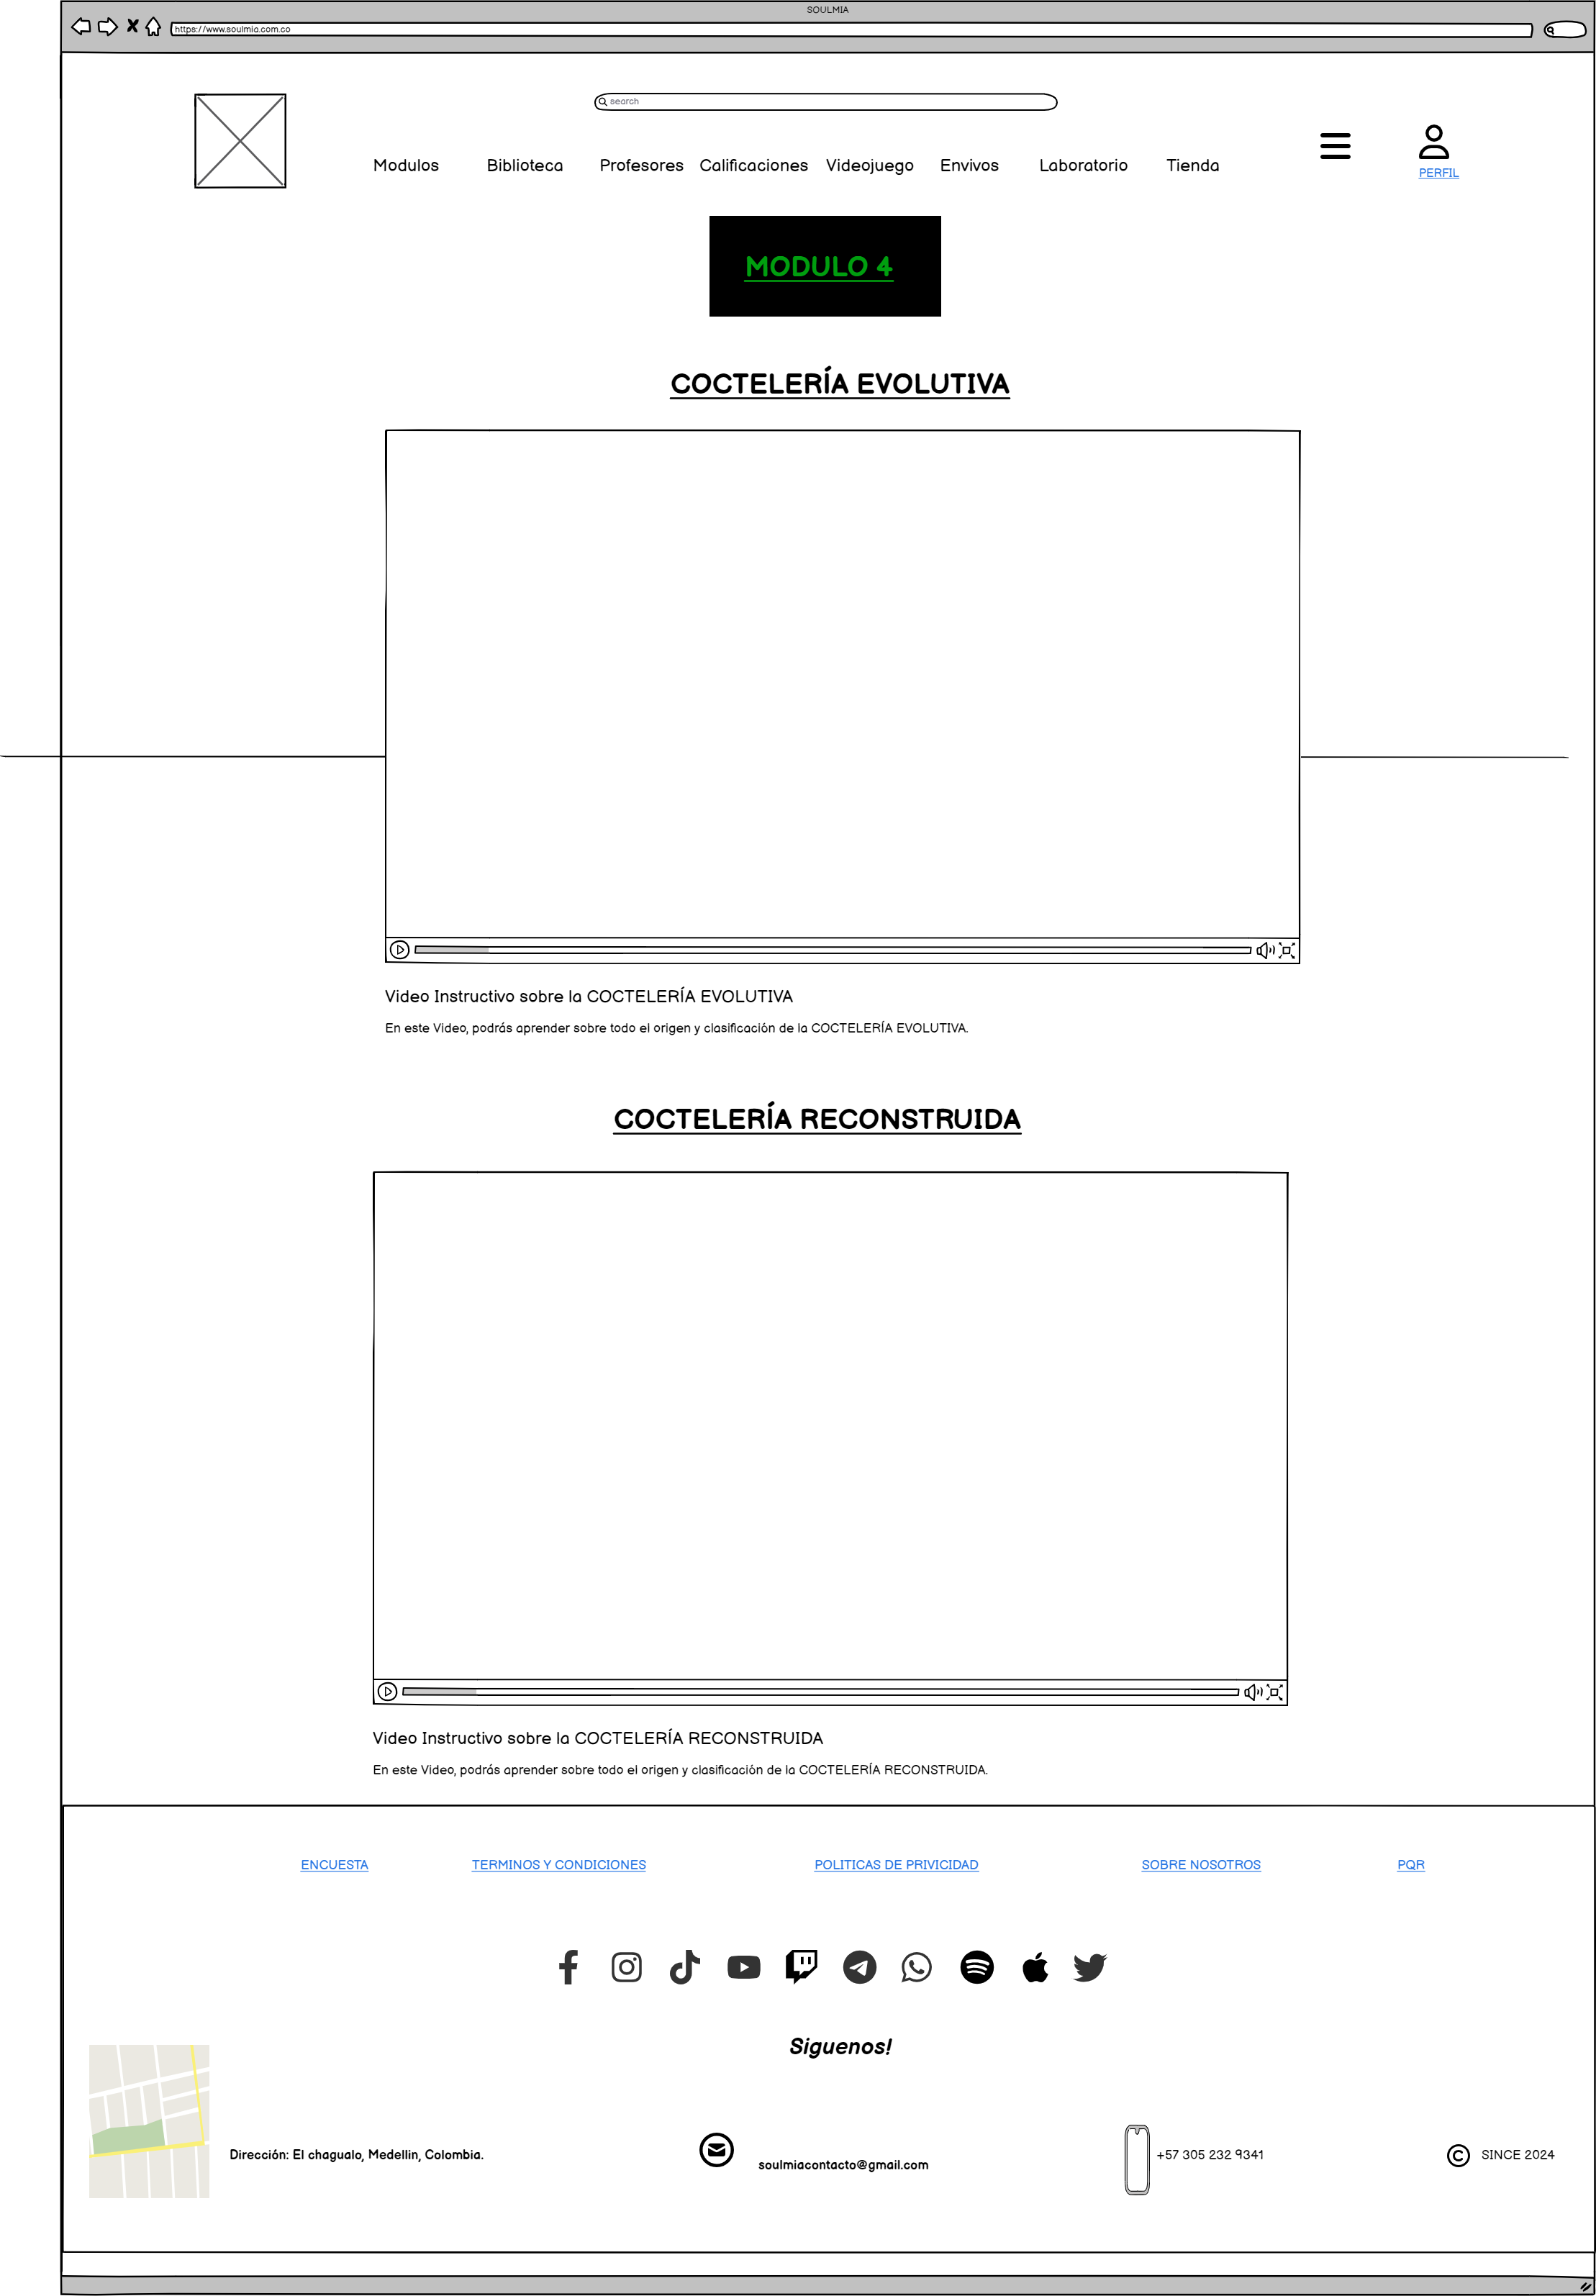 SOULMIA
https://www.soulmia.com.co
search
Modulos Biblioteca Profesores Calificaciones Videojuego Envivos Laboratorio Tienda
PERFIL
MODULO 4
COCTELERÍA EVOLUTIVA
Video Instructivo sobre la COCTELERÍA EVOLUTIVA
En este Video, podrás aprender sobre todo el origen y clasificación de la COCTELERÍA EVOLUTIVA.
COCTELERÍA RECONSTRUIDA
Video Instructivo sobre la COCTELERÍA RECONSTRUIDA
En este Video, podrás aprender sobre todo el origen y clasificación de la COCTELERÍA RECONSTRUIDA.
ENCUESTA TERMINOS Y CONDICIONES POLITICAS DE PRIVICIDAD SOBRE NOSOTROS PQR
Siguenos!
Dirección: El chagualo, Medellin, Colombia.
soulmiacontacto@gmail.com
+57 305 232 9341
© SINCE 2024